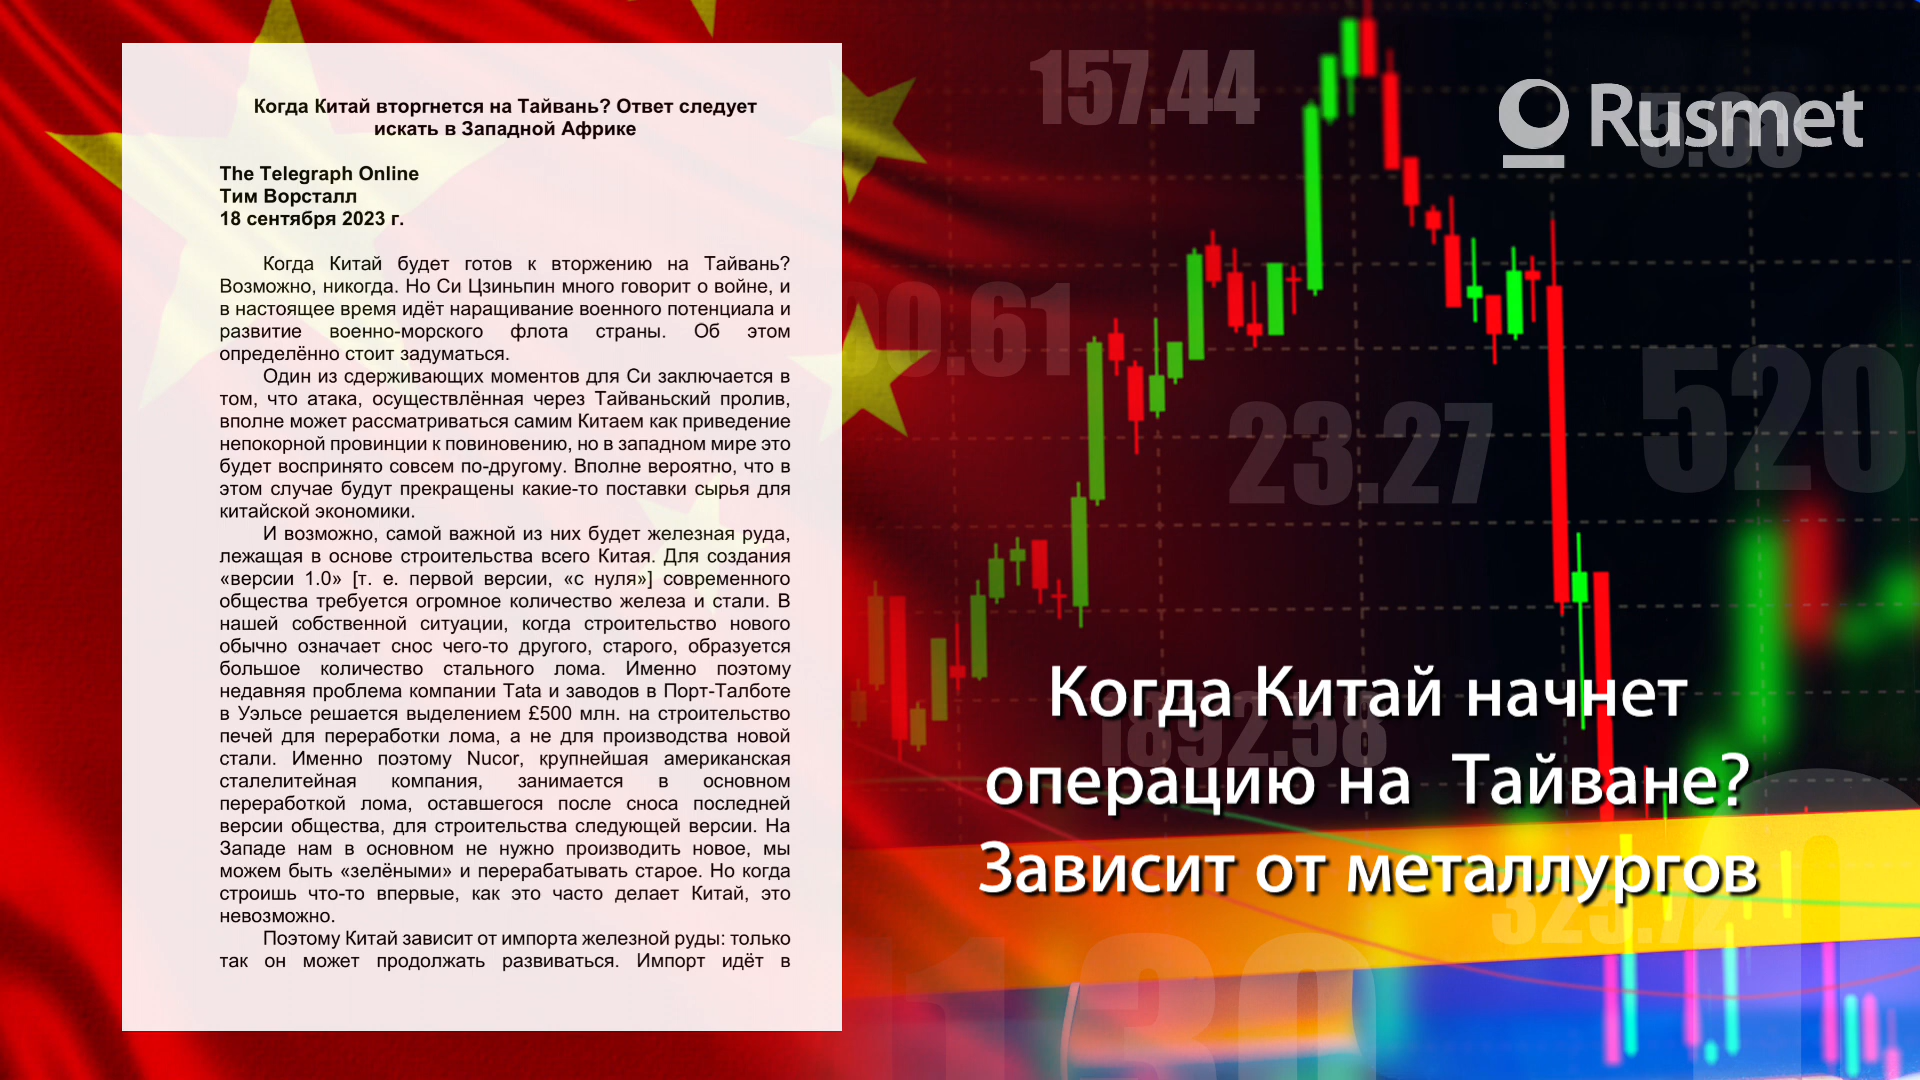 Когда Китай вторгнется на Тайвань? Ответ следует
искать в Западной Африке
The Telegraph Online
Тим Ворсталл
18 сентября 2023 г.
Когда Китай будет готов к вторжению на Тайвань?
Возможно, никогда. Но Си Цзиньпин много говорит о войне, и
в настоящее время идёт наращивание военного потенциала и
развитие военно-морского флота страны. Об этом
определённо стоит задуматься.
Один из сдерживающих моментов для Си заключается в
том, что атака, осуществлённая через Тайваньский пролив,
вполне может рассматриваться самим Китаем как приведение
непокорной провинции к повиновению, но в западном мире это
будет воспринято совсем по-другому. Вполне вероятно, что в
этом случае будут прекращены какие-то поставки сырья для
китайской экономики.
И возможно, самой важной из них будет железная руда,
лежащая в основе строительства всего Китая. Для создания
«версии 1.0» [т. е. первой версии, «с нуля»] современного
общества требуется огромное количество железа и стали. В
нашей собственной ситуации, когда строительство нового
обычно означает снос чего-то другого, старого, образуется
большое количество стального лома. Именно поэтому
недавняя проблема компании Tata и заводов в Порт-Талботе
в Уэльсе решается выделением £500 млн. на строительство
печей для переработки лома, а не для производства новой
стали. Именно поэтому Nucor, крупнейшая американская
сталелитейная компания, занимается в основном
переработкой лома, оставшегося после сноса последней
версии общества, для строительства следующей версии. На
Западе нам в основном не нужно производить новое, мы
можем быть «зелёными» и перерабатывать старое. Но когда
строишь что-то впервые, как это часто делает Китай, это
невозможно.
Поэтому Китай зависит от импорта железной руды: только
так он может продолжать развиваться. Импорт идёт в
157.44
Rusmet
23.27
520
1892.58
323.72
Когда Китай начнет
операцию на Тайване?
Зависит от металлургов